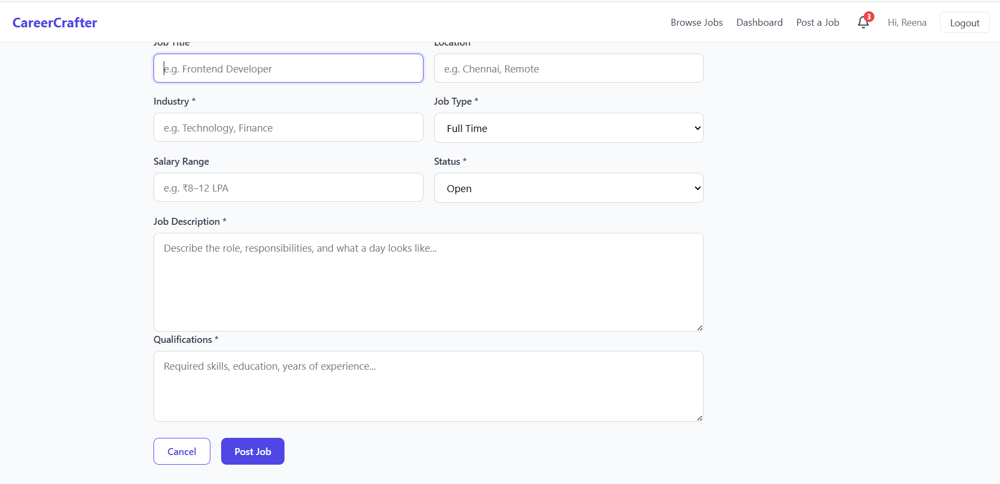 CareerCrafter
Browse Jobs Dashboard Post a Job 3 Hi, Reena Logout
Job Title Location
e.g. Frontend Developer e.g. Chennai, Remote
Industry * Job Type *
e.g. Technology, Finance Full Time
Salary Range Status *
e.g. ₹8–12 LPA Open
Job Description *
Describe the role, responsibilities, and what a day looks like...
Qualifications *
Required skills, education, years of experience...
Cancel Post Job